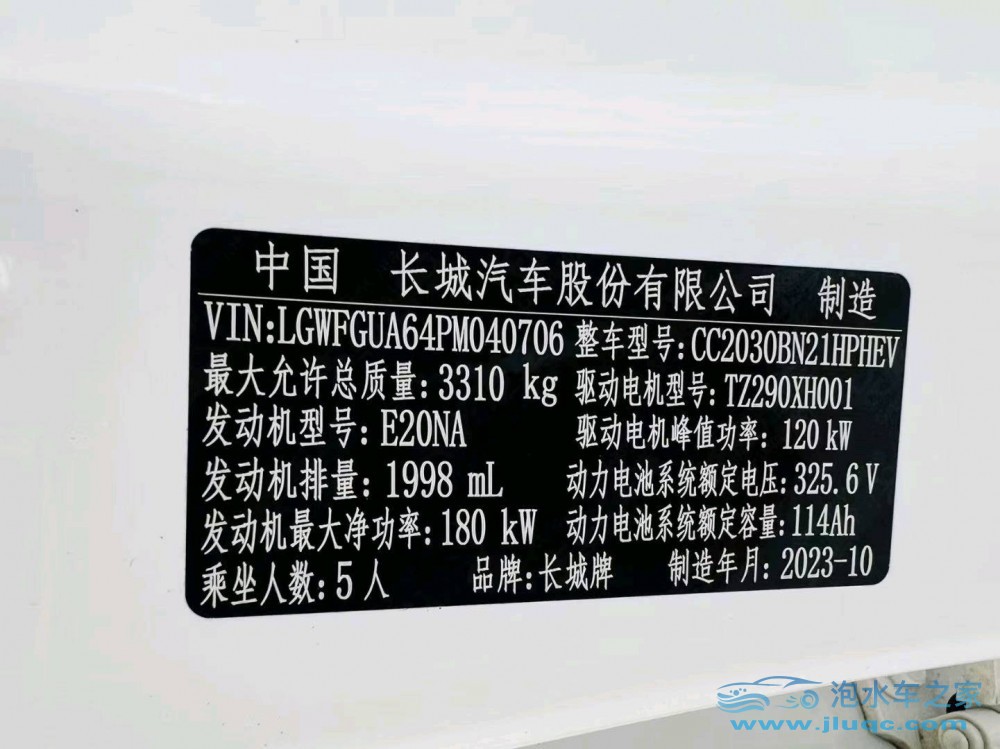 中国 长城汽车股份有限公司 制造
VIN:LGWFGUA64PM040706 整车型号:CC2030BN21HPHEV
最大允许总质量:3310 kg 驱动电机型号:TZ290XH001
发动机型号:E20NA 驱动电机峰值功率:120 kW
发动机排量:1998 mL 动力电池系统额定电压:325.6 V
发动机最大净功率:180 kW 动力电池系统额定容量:114Ah
乘坐人数:5人 品牌:长城牌 制造年月:2023-10
泡水车之家
www.jluqc.com